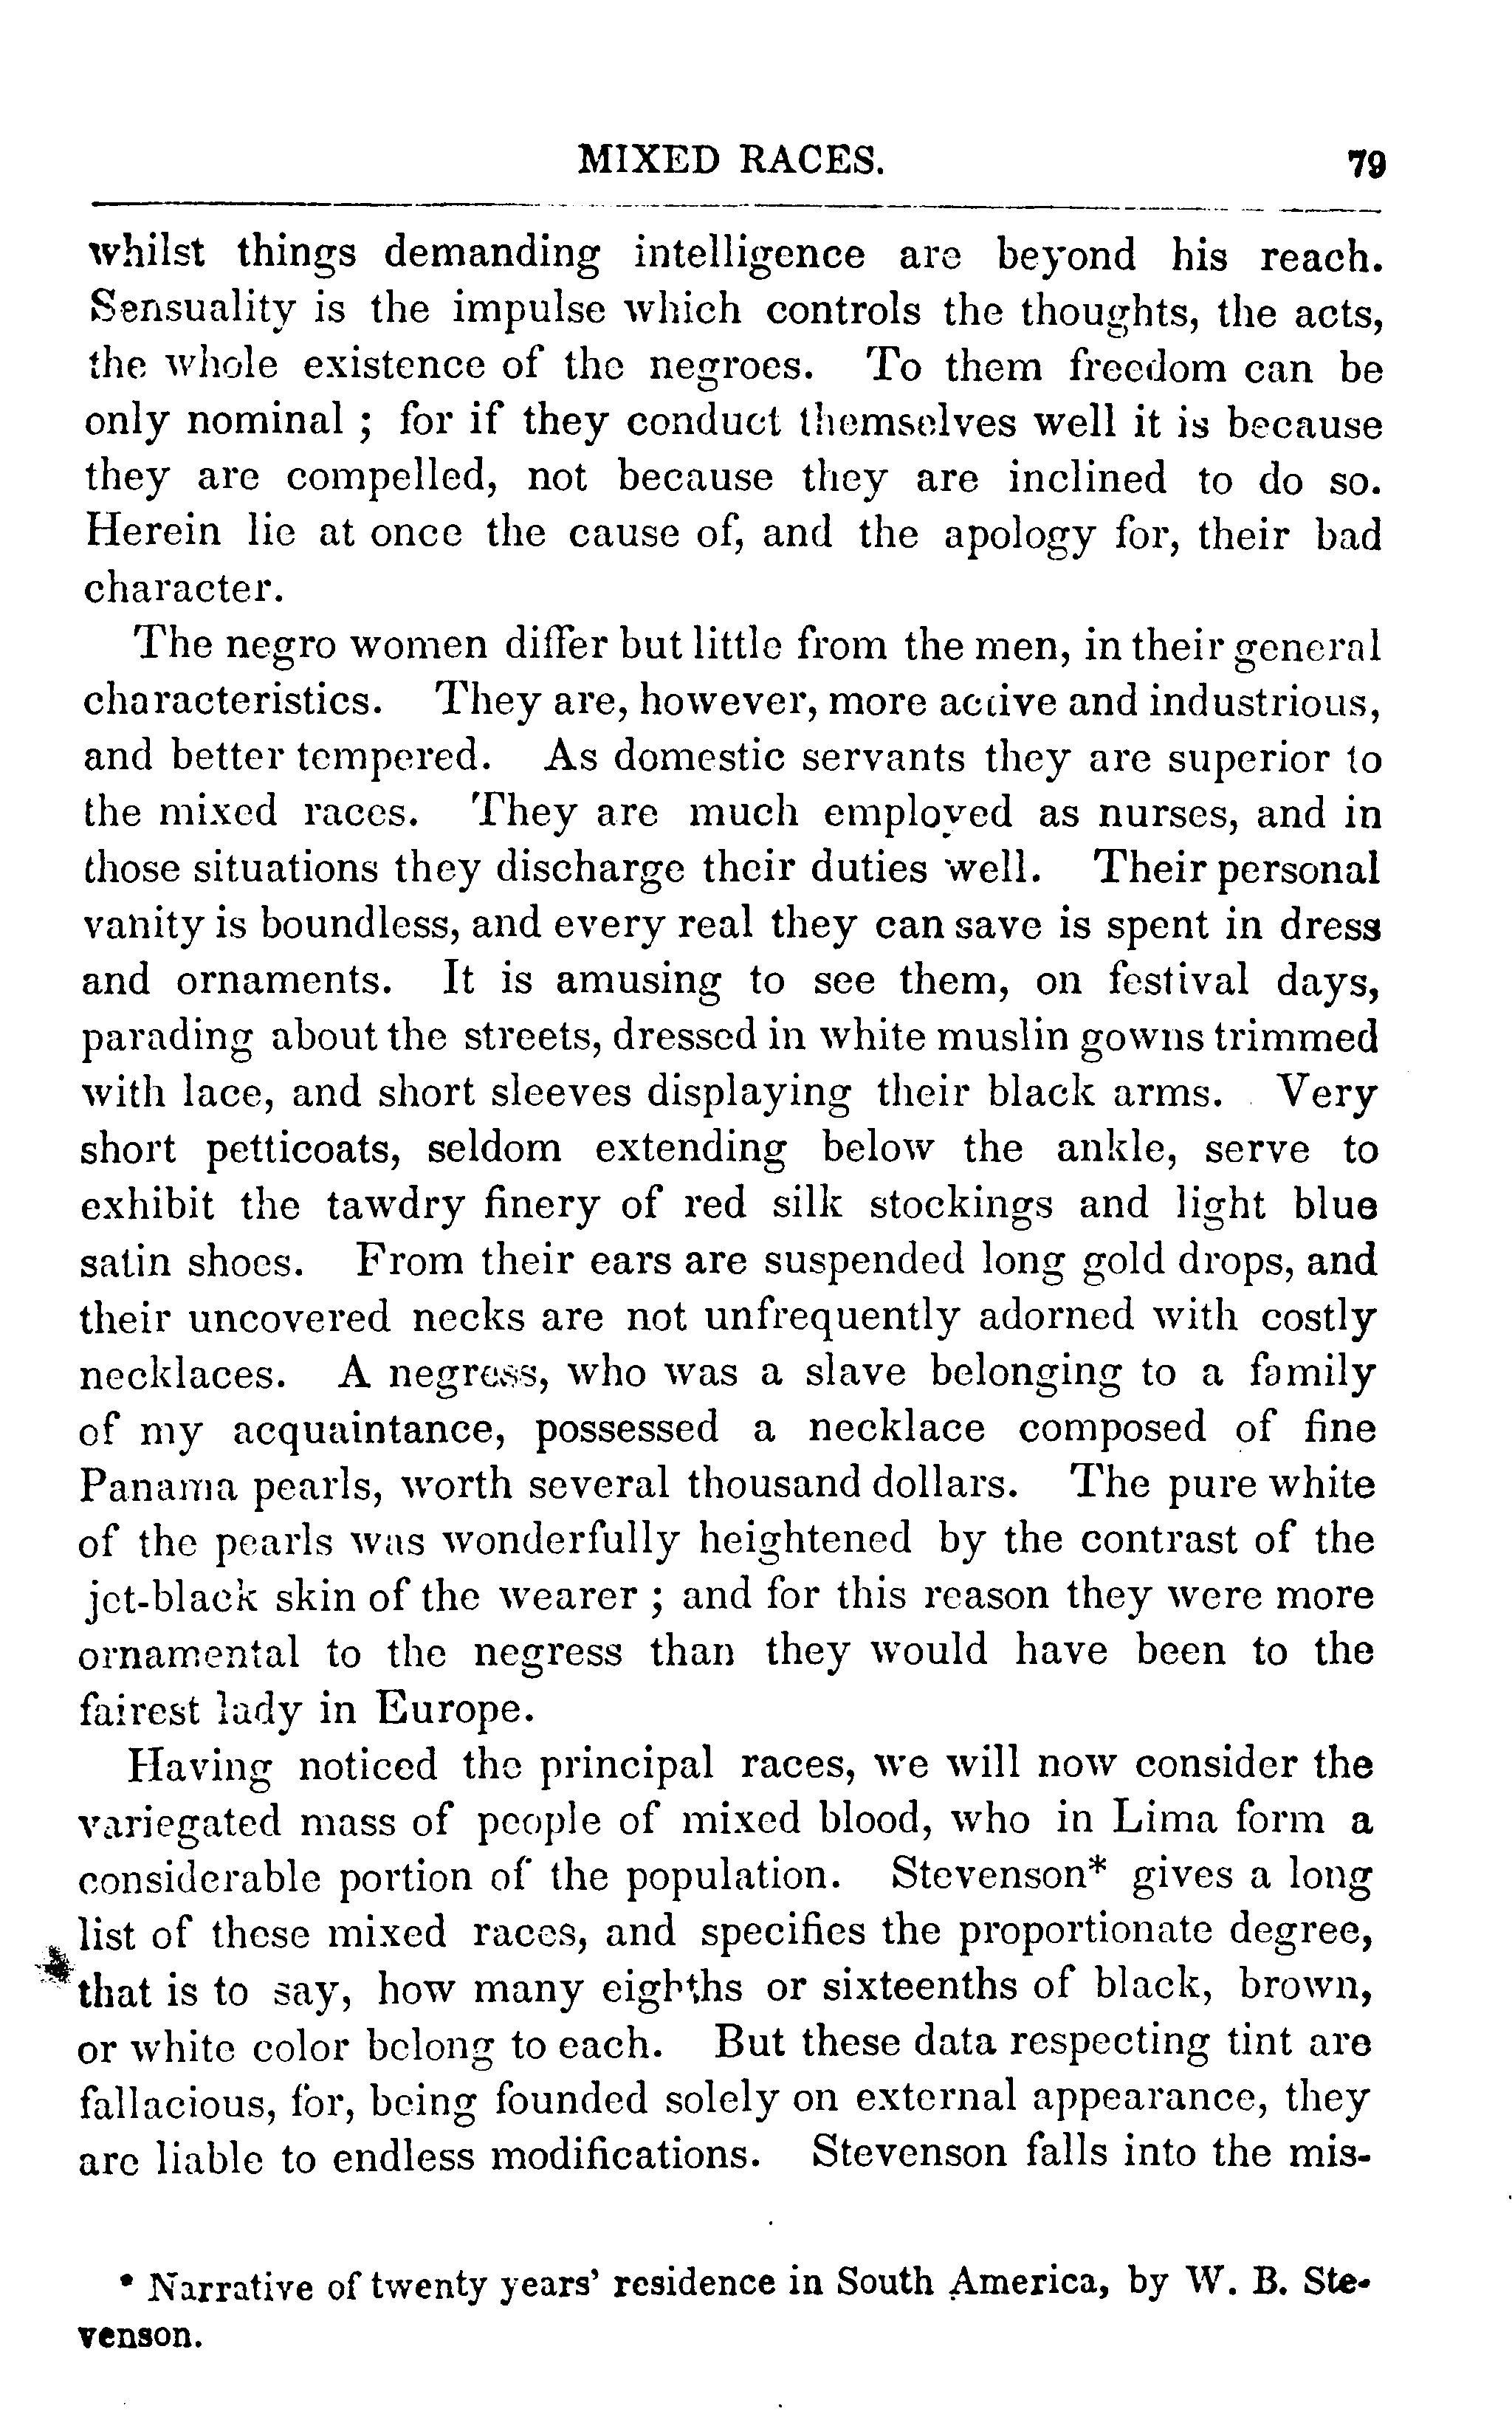 MIXED RACES. 79
whilst things demanding intelligence are beyond his reach.
Sensuality is the impulse which controls the thoughts, the acts,
the whole existence of the negroes. To them freedom can be
only nominal ; for if they conduct themselves well it is because
they are compelled, not because they are inclined to do so.
Herein lie at once the cause of, and the apology for, their bad
character.
The negro women differ but little from the men, in their general
characteristics. They are, however, more active and industrious,
and better tempered. As domestic servants they are superior to
the mixed races. They are much employed as nurses, and in
those situations they discharge their duties well. Their personal
vanity is boundless, and every real they can save is spent in dress
and ornaments. It is amusing to see them, on festival days,
parading about the streets, dressed in white muslin gowns trimmed
with lace, and short sleeves displaying their black arms. Very
short petticoats, seldom extending below the ankle, serve to
exhibit the tawdry finery of red silk stockings and light blue
satin shoes. From their ears are suspended long gold drops, and
their uncovered necks are not unfrequently adorned with costly
necklaces. A negress, who was a slave belonging to a family
of my acquaintance, possessed a necklace composed of fine
Panama pearls, worth several thousand dollars. The pure white
of the pearls was wonderfully heightened by the contrast of the
jet-black skin of the wearer ; and for this reason they were more
ornamental to the negress than they would have been to the
fairest lady in Europe.
Having noticed the principal races, we will now consider the
variegated mass of people of mixed blood, who in Lima form a
considerable portion of the population. Stevenson* gives a long
list of these mixed races, and specifies the proportionate degree,
that is to say, how many eighths or sixteenths of black, brown,
or white color belong to each. But these data respecting tint are
fallacious, for, being founded solely on external appearance, they
are liable to endless modifications. Stevenson falls into the mis-
* Narrative of twenty years' residence in South America, by W. B. Ste-
venson.